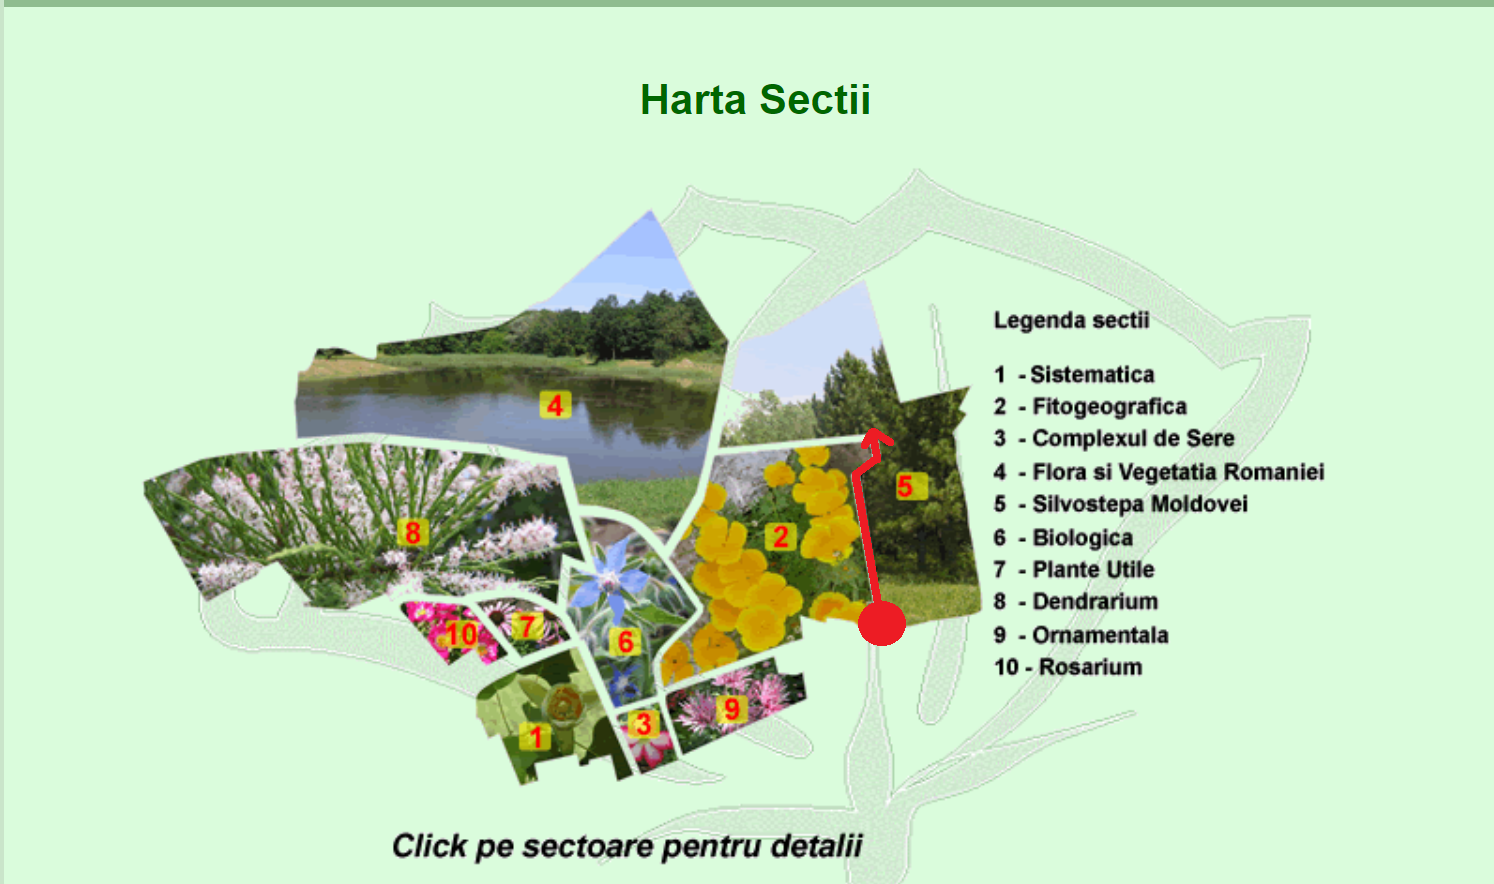 Harta Sectii
4
5
2
8
10
7
6
1
3
9
Legenda sectii
1 - Sistematica
2 - Fitogeografica
3 - Complexul de Sere
4 - Flora si Vegetatia Romaniei
5 - Silvostepa Moldovei
6 - Biologica
7 - Plante Utile
8 - Dendrarium
9 - Ornamentala
10 - Rosarium
Click pe sectoare pentru detalii